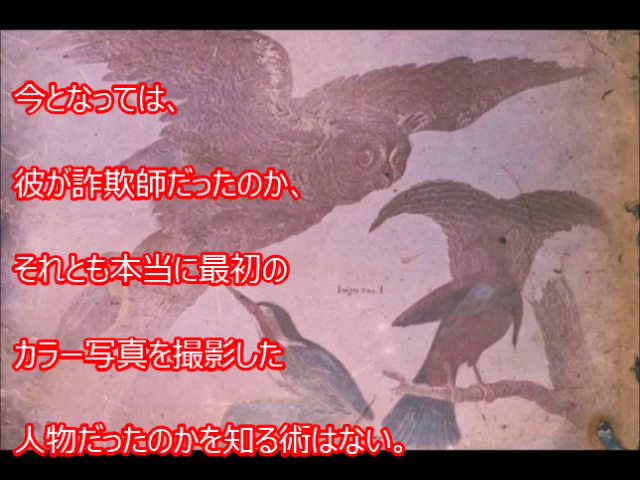 今となっては、
彼が詐欺師だったのか、
それとも本当に最初の
カラー写真を撮影した
人物だったのかを知る術はない。